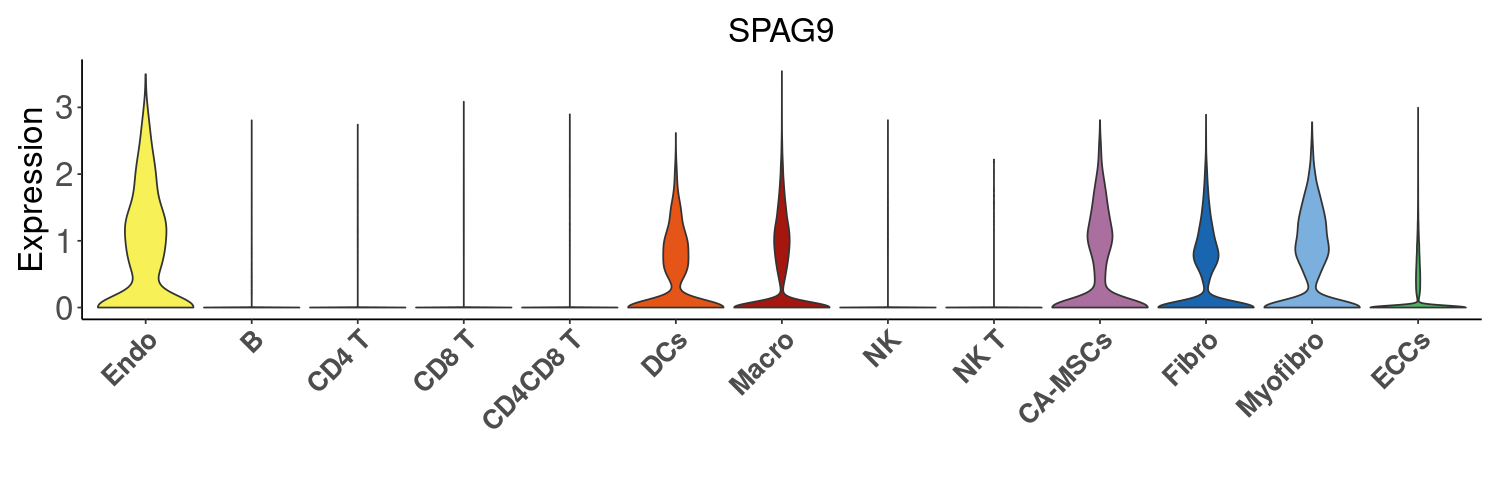 SPAG9
Expression
3
2
1
0
Endo
B
CD4 T
CD8 T
CD4CD8 T
DCs
Macro
NK
NK T
CA-MSCs
Fibro
Myofibro
ECCs